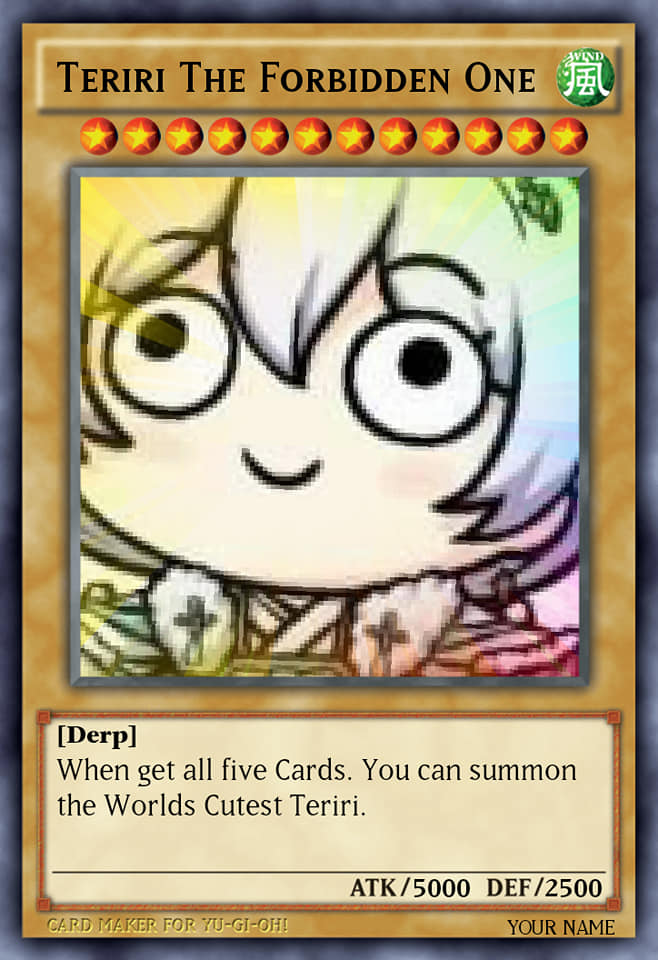 Teriri The Forbidden One
WIND
風
[Derp]
When get all five Cards. You can summon
the Worlds Cutest Teriri.
ATK/5000 DEF/2500
CARD MAKER FOR YU-GI-OH!
YOUR NAME